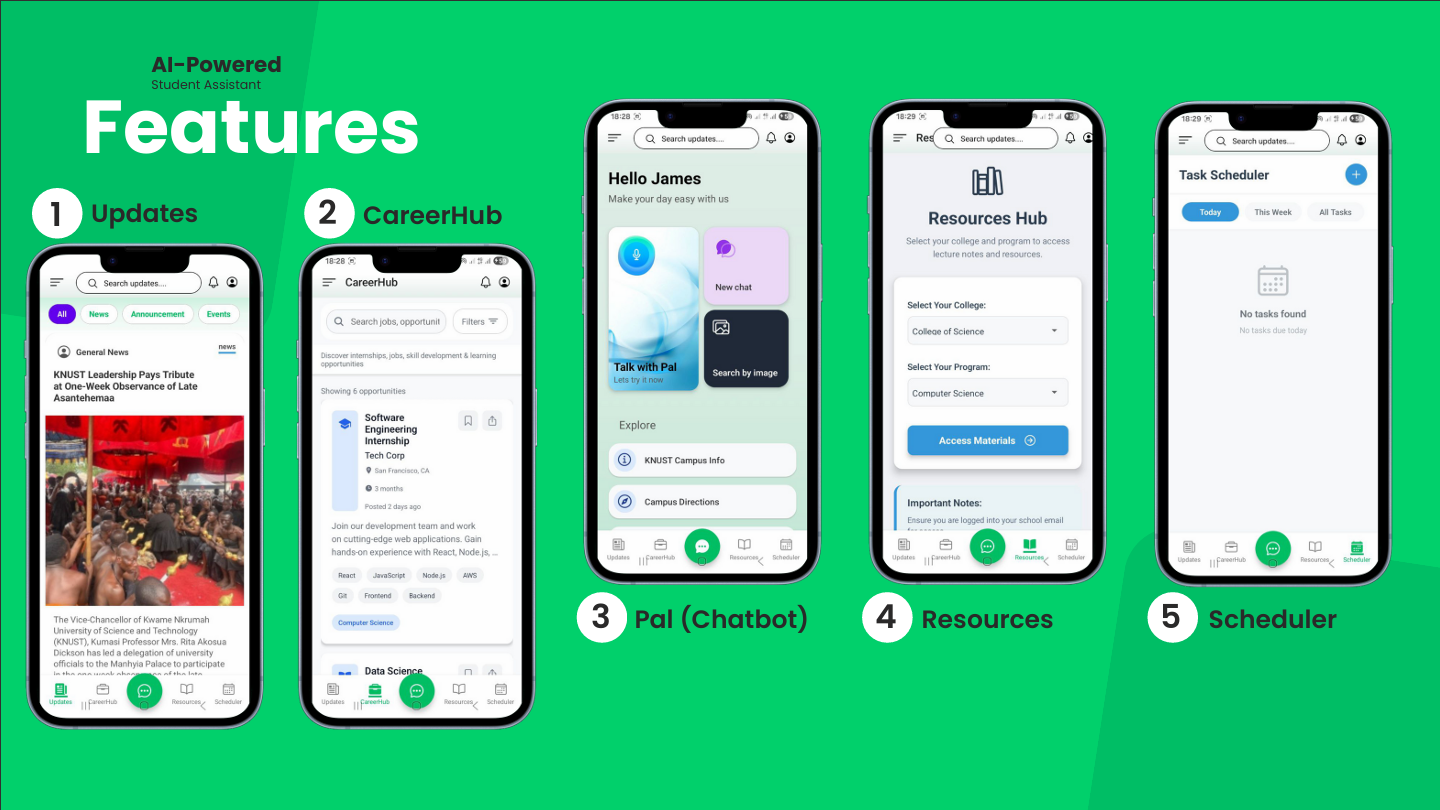 AI-Powered
Student Assistant
Features
1
Updates
Search updates....
All
News
Announcement
Events
General News
news
KNUST Leadership Pays Tribute
at One-Week Observance of Late
Asantehemaa
The Vice-Chancellor of Kwame Nkrumah
University of Science and Technology
(KNUST), Kumasi Professor Mrs. Rita Akosua
Dickson has led a delegation of university
officials to the Manhyia Palace to participate
in the one-week observance of the late
Updates
CareerHub
Resources
Scheduler
2
CareerHub
18:28
CareerHub
Search jobs, opportunit
Filters
Discover internships, jobs, skill development & learning
opportunities
Showing 6 opportunities
Software
Engineering
Internship
Tech Corp
San Francisco, CA
3 months
Posted 2 days ago
Join our development team and work
on cutting-edge web applications. Gain
hands-on experience with React, Node.js, ...
React
JavaScript
Node.js
AWS
Git
Frontend
Backend
Computer Science
Data Science
Updates
CareerHub
Resources
Scheduler
18:28
Search updates....
Hello James
Make your day easy with us
Talk with Pal
Lets try it now
New chat
Search by image
Explore
KNUST Campus Info
Campus Directions
Updates
CareerHub
Resources
Scheduler
3
Pal (Chatbot)
18:29
Res
Search updates....
Resources Hub
Select your college and program to access
lecture notes and resources.
Select Your College:
College of Science
Select Your Program:
Computer Science
Access Materials
Important Notes:
Ensure you are logged into your school email
for access
Updates
CareerHub
Resources
Scheduler
4
Resources
18:29
Search updates....
Task Scheduler
+
Today
This Week
All Tasks
No tasks found
No tasks due today
Updates
CareerHub
Resources
Scheduler
5
Scheduler